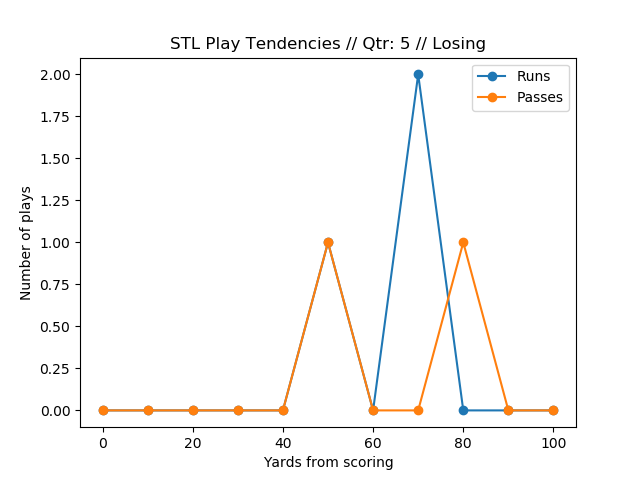 STL Play Tendencies // Qtr: 5 // Losing
Runs
Passes
Number of plays
2.00
1.75
1.50
1.25
1.00
0.75
0.50
0.25
0.00
0 20 40 60 80 100
Yards from scoring